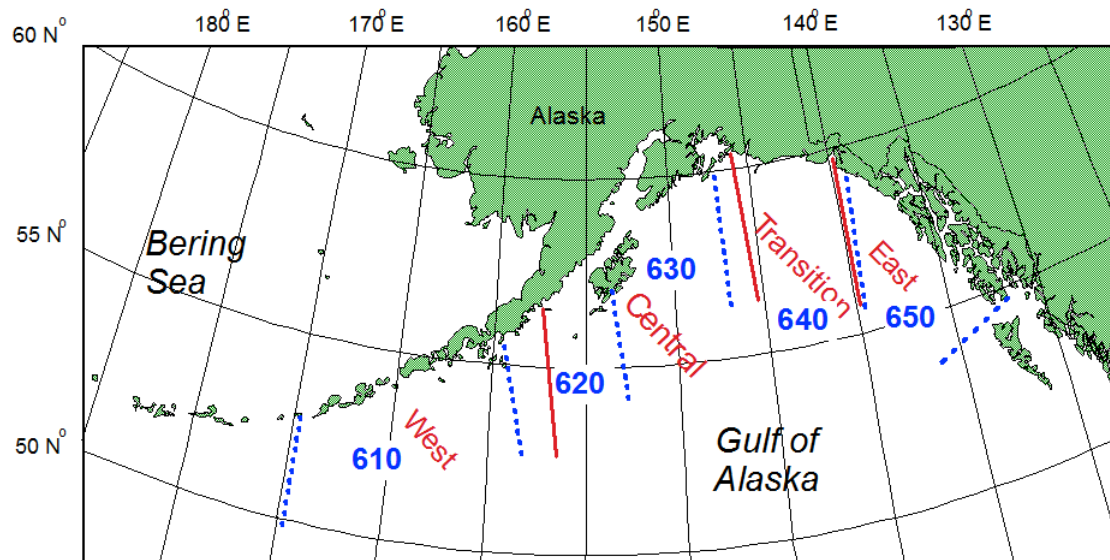 180°E 170°E 160°E 150°E 140°E 130°E
60 N°
Alaska
55 N°
Bering
Sea
Transition
East
630
Central
640
650
620
50 N°
610
West
Gulf of
Alaska